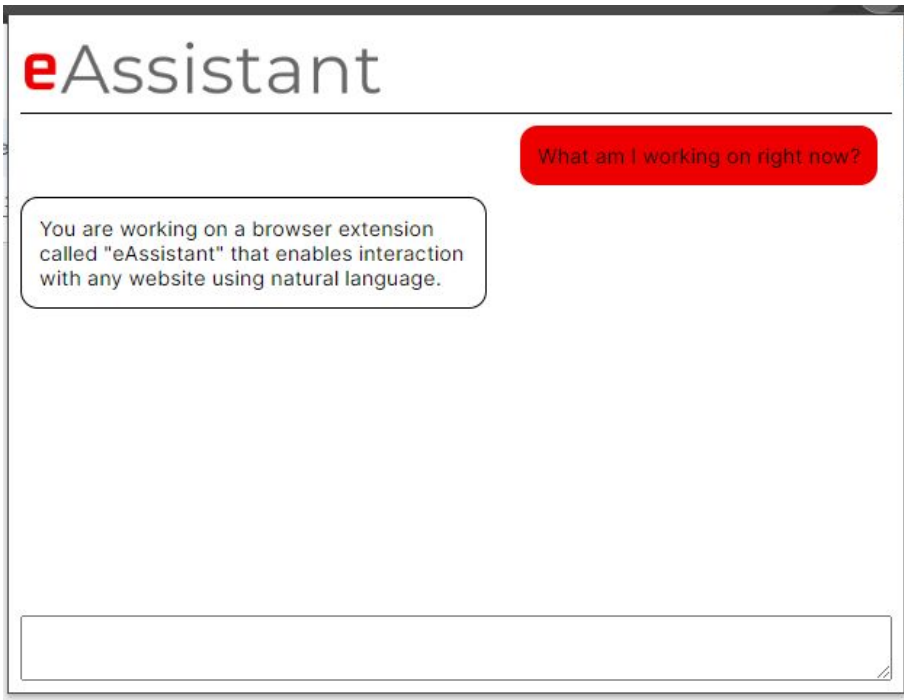 eAssistant
What am I working on right now?
You are working on a browser extension
called "eAssistant" that enables interaction
with any website using natural language.